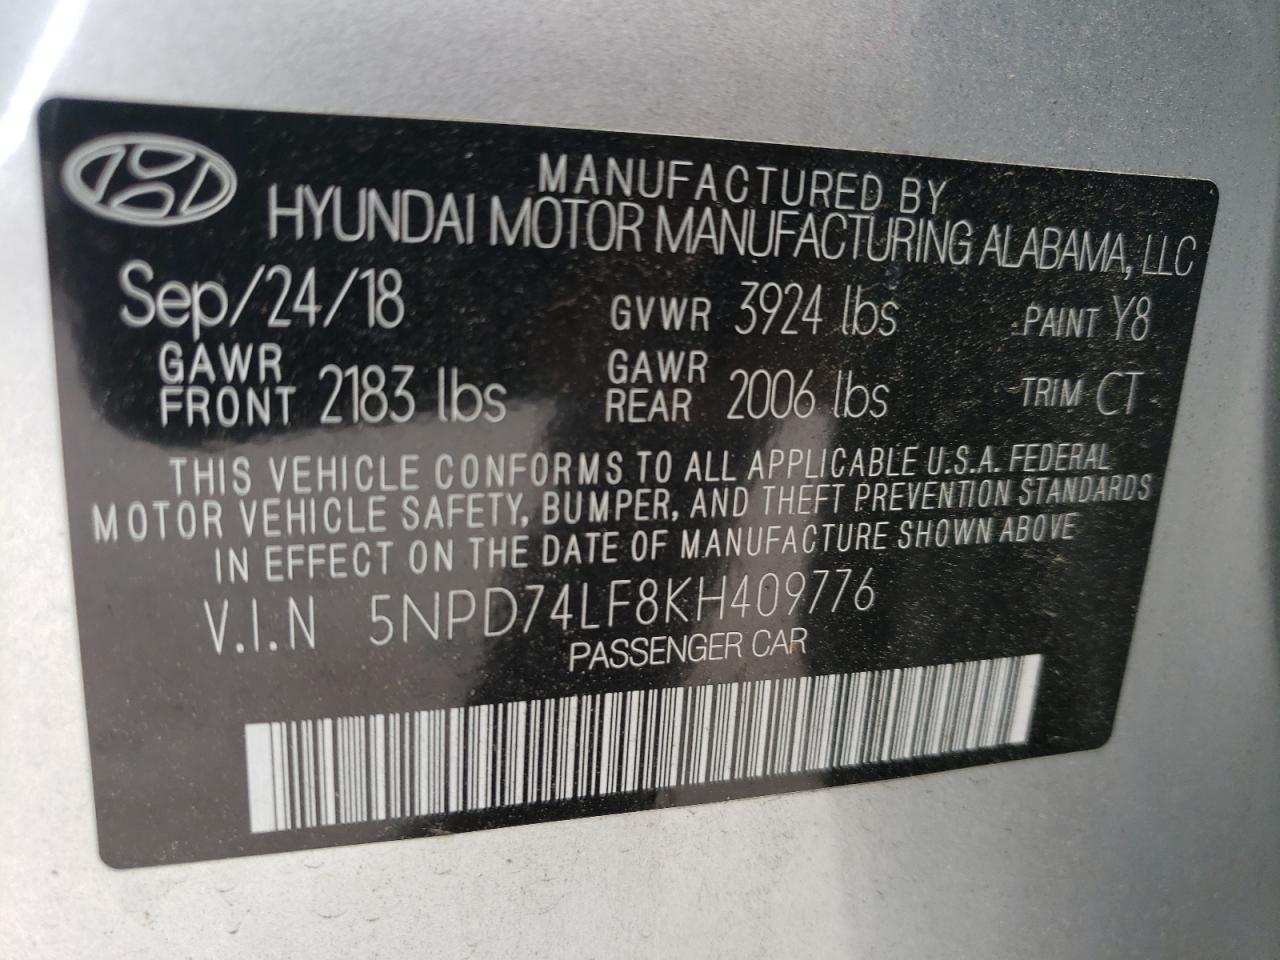 MANUFACTURED BY
HYUNDAI MOTOR MANUFACTURING ALABAMA, LLC
Sep/24/18 GVWR 3924 lbs PAINT Y8
GAWR FRONT 2183 lbs GAWR REAR 2006 lbs TRIM CT
THIS VEHICLE CONFORMS TO ALL APPLICABLE U.S.A. FEDERAL
MOTOR VEHICLE SAFETY, BUMPER, AND THEFT PREVENTION STANDARDS
IN EFFECT ON THE DATE OF MANUFACTURE SHOWN ABOVE
V.I.N 5NPD74LF8KH409776
PASSENGER CAR